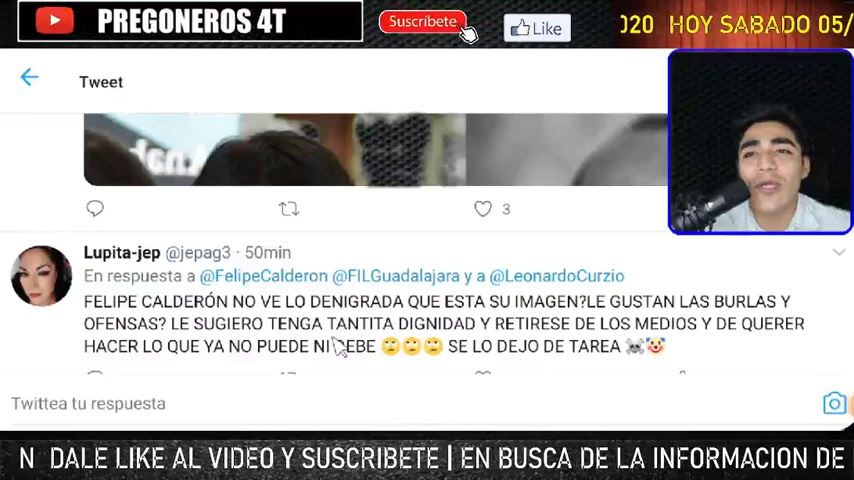 PREGONEROS 4T
Suscríbete
Like
020 HOY SABADO 05/
Tweet
3
Lupita-jep @jepag3 · 50min
En respuesta a @FelipeCalderon @FILGuadalajara y a @LeonardoCurzio
FELIPE CALDERÓN NO VE LO DENIGRADA QUE ESTA SU IMAGEN?LE GUSTAN LAS BURLAS Y
OFENSAS? LE SUGIERO TENGA TANTITA DIGNIDAD Y RETIRESE DE LOS MEDIOS Y DE QUERER
HACER LO QUE YA NO PUEDE NI DEBE 🙄🙄🙄 SE LO DEJO DE TAREA ☠️🤡
Twittea tu respuesta
N DALE LIKE AL VIDEO Y SUSCRIBETE | EN BUSCA DE LA INFORMACION DE